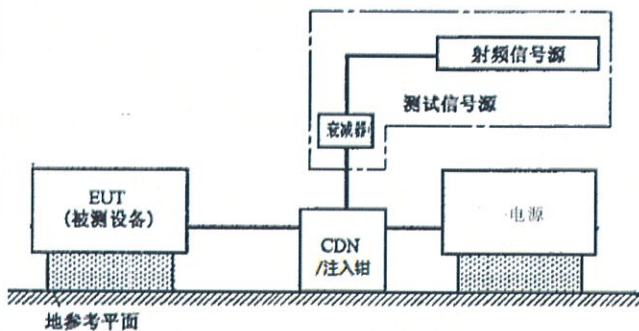 射频信号源
测试信号源
衰减器
EUT
(被测设备)
电源
CDN
/注入钳
地参考平面